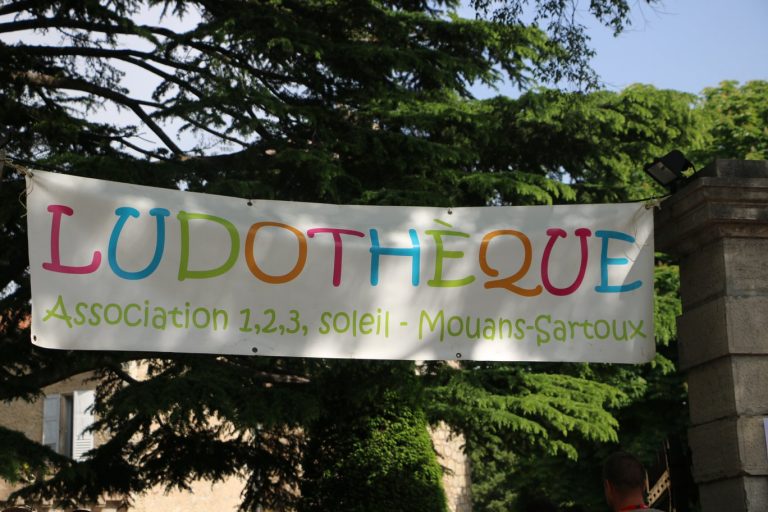 LUDOTHÈQUE
Association 1,2,3, soleil - Mouans-Sartoux